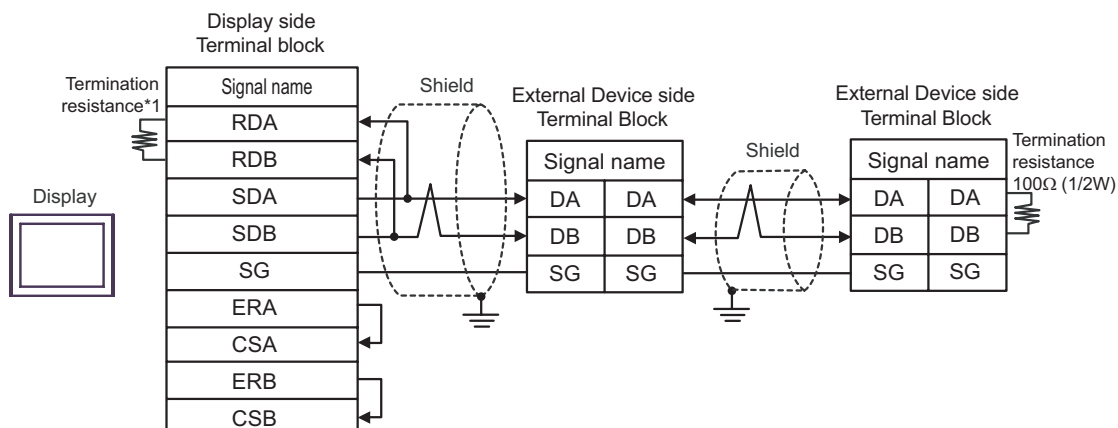 Display side
Terminal block
Termination
resistance*1
Signal name
RDA
RDB
SDA
SDB
SG
ERA
CSA
ERB
CSB
Display
Shield
External Device side
Terminal Block
Signal name
DA DA
DB DB
SG SG
Shield
External Device side
Terminal Block
Signal name
DA DA
DB DB
SG SG
Termination
resistance
100Ω (1/2W)